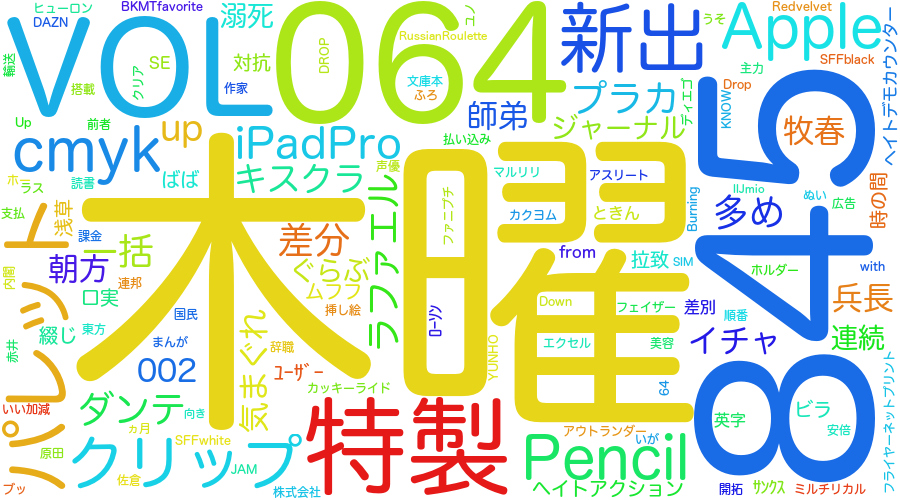 ヒューロン
BKMTfavorite
DAZN
VOL
溺死
064
ユノ
RussianRoulette
DROP
新出
うそ
Redvelvet
Apple
SFFblack
輸送
搭載
クリア
SE
対抗
作家
文庫本
ふろ
師弟
プラカ
ディエゴ
主力
Drop
KNOW
ヘイトデモカウンター
Up
前者
cmyk
up
iPadPro
払い込み
ジャーナル
845
牧春
ホー
ラス
読書
ばば
キスクラ
声優
マルリリ
アスリート
IIJmio
ぬい
広告
時の間
支払
浅草
課金
一括
木曜
ラファエル
ファニプチ
カクヨム
ときん
Burning
多め
パレット
朝方
差分
from
拉致
SIM
ホルダー
with
内閣
連邦
口実
ぐらぶ
ムフフ
挿し絵
ローソン
Down
フェイザー
差別
順番
兵長
赤井
綴じ
東方
国民
まんが
気まぐれ
辞職
YUNHO
エクセル
美容
イチャ
連続
002
ユーザー
カッキーライド
64
フライヤーネットプリント
いい加減
ダンテ
向き
特製
アウトランダー
英字
ビラ
安倍
カ月
SFFwhite
クリップ
原田
JAM
Pencil
いが
ブッ
佐倉
株式会社
ヘイトアクション
開拓
サンクス
ミルチリカル